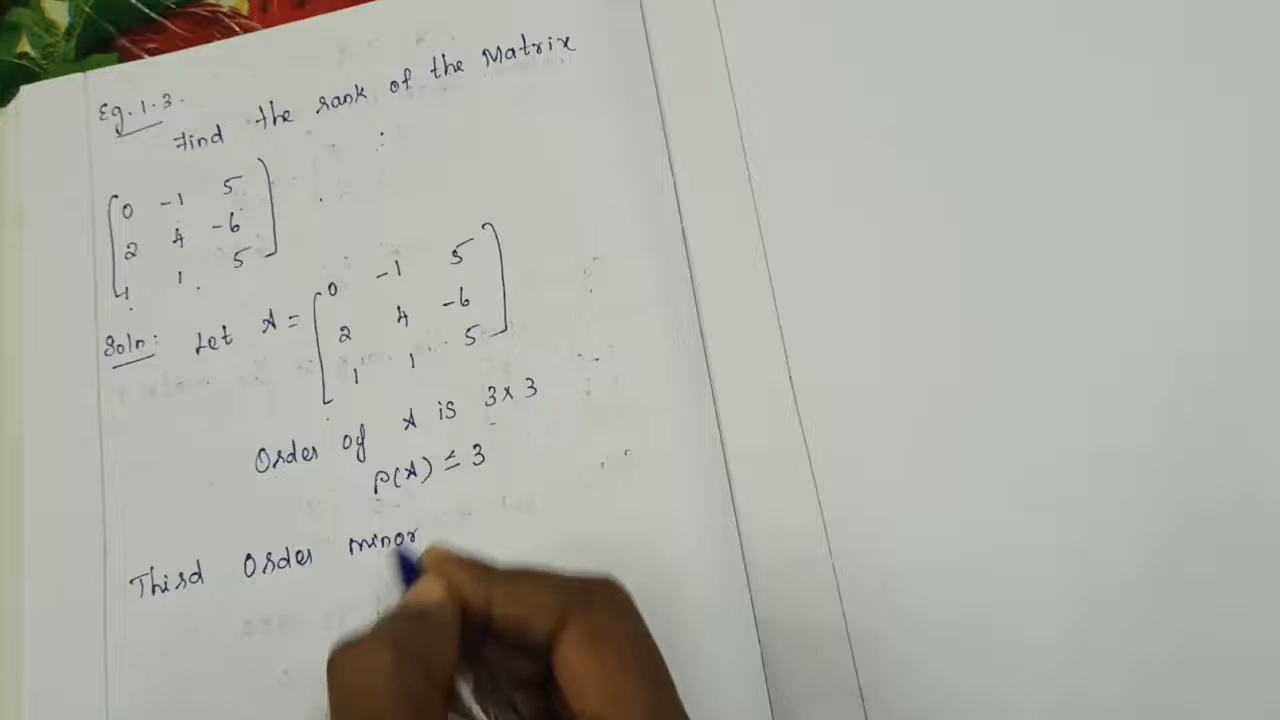 Eg.1.3.
Find the rank of the Matrix
0 -1 5
2 4 -6
1 1 5
Soln: Let A = 0 -1 5
2 4 -6
1 1 5
Order of A is 3×3
ρ(A) ≤ 3
Third Order minor